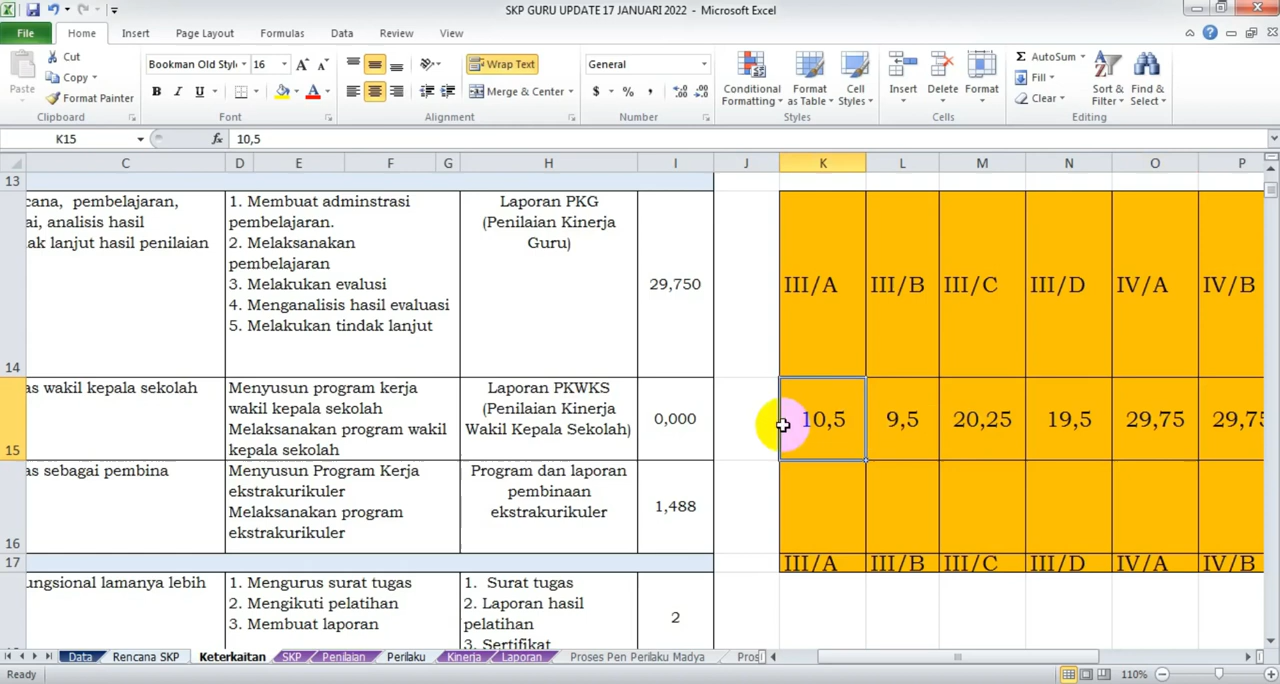 SKP GURU UPDATE 17 JANUARI 2022 - Microsoft Excel
File Home Insert Page Layout Formulas Data Review View
Paste
Cut
Copy
Format Painter
Clipboard
Bookman Old Styl 16
B I U
Font
Wrap Text
Merge & Center
Alignment
General
$ % ,
Number
Conditional Formatting
Format as Table
Cell Styles
Styles
Insert Delete Format
Cells
AutoSum
Fill
Clear
Sort & Filter
Find & Select
Editing
K15 fx 10,5
C D E F G H I J K L M N O P
13
14
cana, pembelajaran,
ai, analisis hasil
ak lanjut hasil penilaian
1. Membuat adminstrasi
pembelajaran.
2. Melaksanakan
pembelajaran
3. Melakukan evalusi
4. Menganalisis hasil evaluasi
5. Melakukan tindak lanjut
Laporan PKG
(Penilaian Kinerja
Guru)
29,750
III/A III/B III/C III/D IV/A IV/B
15
as wakil kepala sekolah
Menyusun program kerja
wakil kepala sekolah
Melaksanakan program wakil
kepala sekolah
Laporan PKWKS
(Penilaian Kinerja
Wakil Kepala Sekolah)
0,000
10,5 9,5 20,25 19,5 29,75 29,75
16
as sebagai pembina
Menyusun Program Kerja
ekstrakurikuler
Melaksanakan program
ekstrakurikuler
Program dan laporan
pembinaan
ekstrakurikuler
1,488
17
III/A III/B III/C III/D IV/A IV/B
ungsional lamanya lebih
1. Mengurus surat tugas
2. Mengikuti pelatihan
3. Membuat laporan
1. Surat tugas
2. Laporan hasil
pelatihan
3. Sertifikat
2
Data Rencana SKP Keterkaitan SKP Penilaian Perilaku Kinerja Laporan Proses Pen Perilaku Madya Pros
Ready 110%